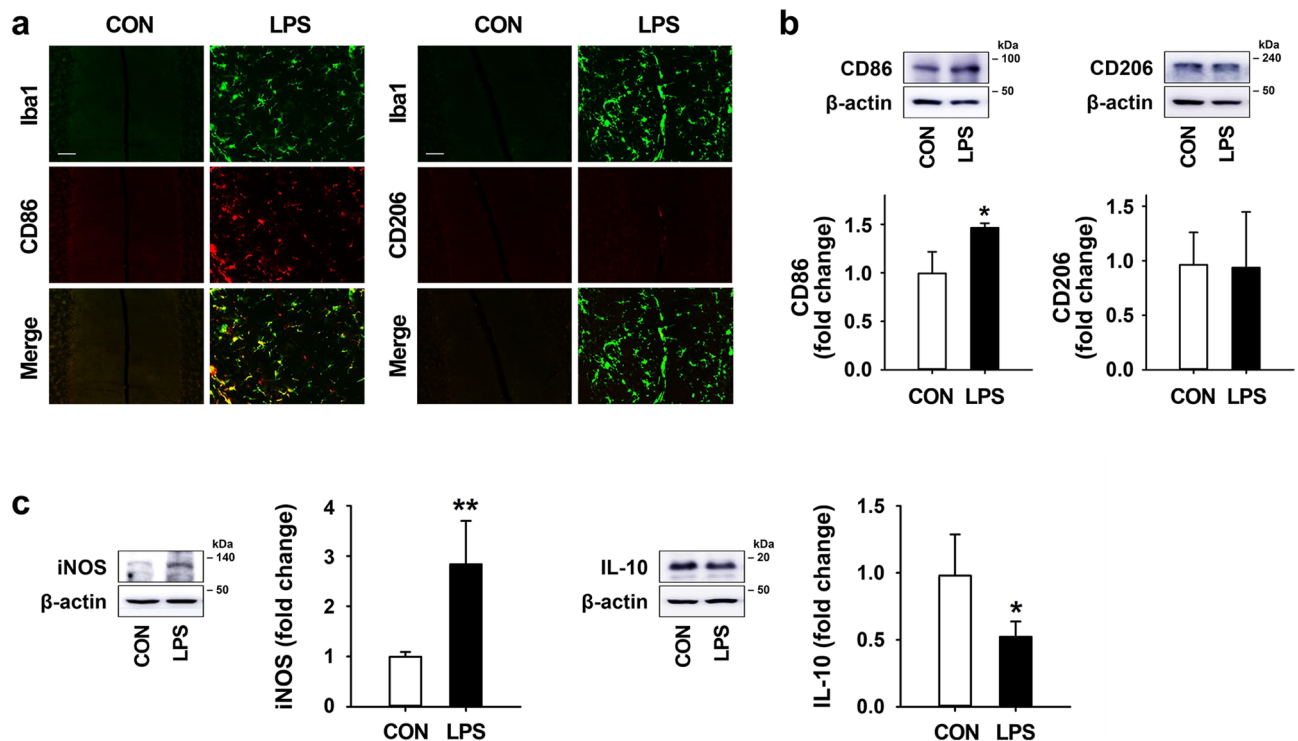 a
CON
LPS
CON
LPS
Iba1
CD86
Merge
Iba1
CD206
Merge
b
kDa
CD86
– 100
β-actin
– 50
CON
LPS
kDa
CD206
– 240
β-actin
– 50
CON
LPS
CD86
(fold change)
1.5
1.0
0.5
0.0
*
CON
LPS
CD206
(fold change)
1.5
1.0
0.5
0.0
CON
LPS
c
kDa
iNOS
– 140
β-actin
– 50
CON
LPS
iNOS (fold change)
4
3
2
1
0
**
CON
LPS
kDa
IL-10
– 20
β-actin
– 50
CON
LPS
IL-10 (fold change)
1.5
1.0
0.5
0.0
*
CON
LPS